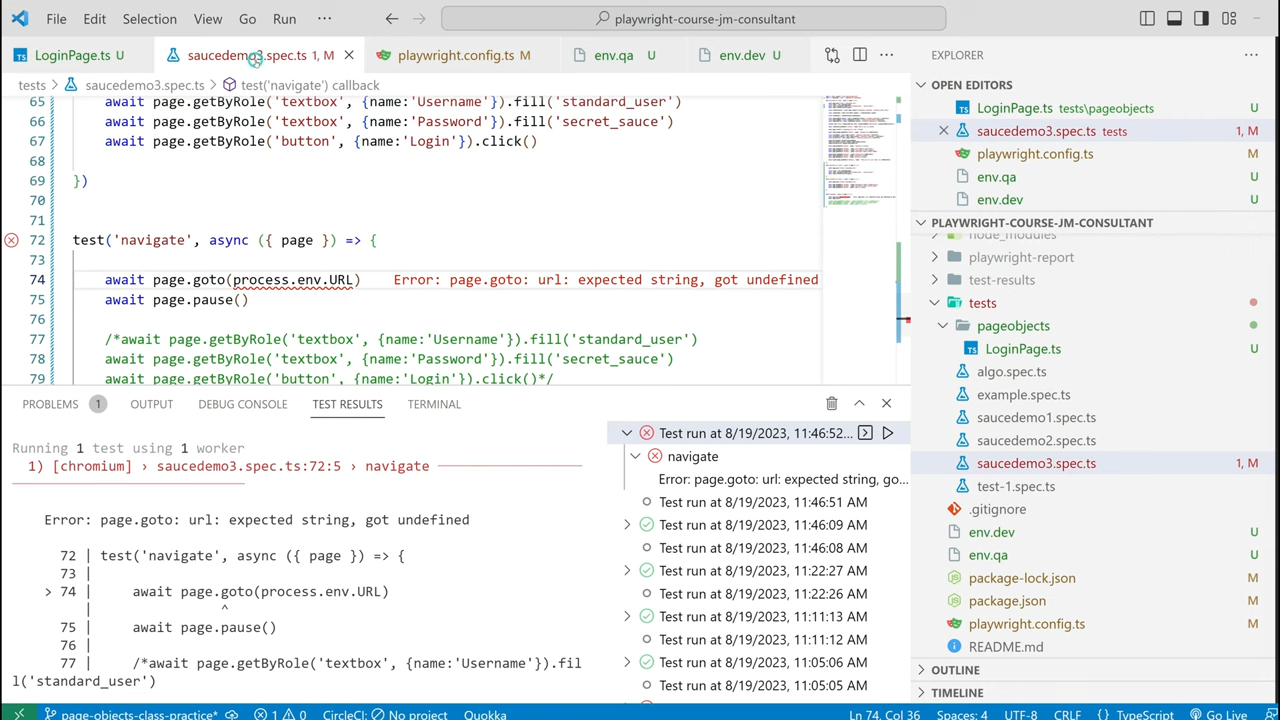 File Edit Selection View Go Run ··· playwright-course-jm-consultant
LoginPage.ts U saucedemo3.spec.ts 1, M playwright.config.ts M env.qa U env.dev U
tests > saucedemo3.spec.ts > test('navigate') callback
65 await page.getByRole('textbox', {name:'Username'}).fill('standard_user')
66 await page.getByRole('textbox', {name:'Password'}).fill('secret_sauce')
67 await page.getByRole('button', {name:'Login'}).click()
68
69 })
70
71
72 test('navigate', async ({ page }) => {
73
74 await page.goto(process.env.URL) Error: page.goto: url: expected string, got undefined
75 await page.pause()
76
77 /*await page.getByRole('textbox', {name:'Username'}).fill('standard_user')
78 await page.getByRole('textbox', {name:'Password'}).fill('secret_sauce')
79 await page.getByRole('button', {name:'Login'}).click()*/
PROBLEMS 1 OUTPUT DEBUG CONSOLE TEST RESULTS TERMINAL
Running 1 test using 1 worker
1) [chromium] › saucedemo3.spec.ts:72:5 › navigate
Error: page.goto: url: expected string, got undefined
72 | test('navigate', async ({ page }) => {
73 |
> 74 | await page.goto(process.env.URL)
| ^
75 | await page.pause()
76 |
77 | /*await page.getByRole('textbox', {name:'Username'}).fil
l('standard_user')
Test run at 8/19/2023, 11:46:52...
navigate
Error: page.goto: url: expected string, go...
Test run at 8/19/2023, 11:46:51 AM
Test run at 8/19/2023, 11:46:09 AM
Test run at 8/19/2023, 11:46:08 AM
Test run at 8/19/2023, 11:22:27 AM
Test run at 8/19/2023, 11:22:26 AM
Test run at 8/19/2023, 11:11:13 AM
Test run at 8/19/2023, 11:11:12 AM
Test run at 8/19/2023, 11:05:06 AM
Test run at 8/19/2023, 11:05:05 AM
EXPLORER ···
OPEN EDITORS
LoginPage.ts tests\pageobjects U
saucedemo3.spec.ts tests 1, M
playwright.config.ts M
env.qa U
env.dev U
PLAYWRIGHT-COURSE-JM-CONSULTANT
node_modules
playwright-report
test-results
tests
pageobjects
LoginPage.ts U
algo.spec.ts
example.spec.ts
saucedemo1.spec.ts
saucedemo2.spec.ts
saucedemo3.spec.ts 1, M
test-1.spec.ts
.gitignore
env.dev U
env.qa U
package-lock.json M
package.json M
playwright.config.ts M
README.md
OUTLINE
TIMELINE
page-objects-class-practice* 1 0 CircleCI: No project Quokka Ln 74, Col 36 Spaces: 4 UTF-8 CRLF {} TypeScript Go Live